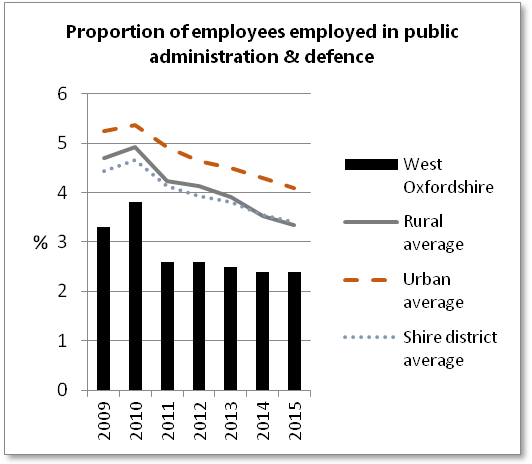 Proportion of employees employed in public
administration & defence
6
5
4
3
2
1
0
%
2009
2010
2011
2012
2013
2014
2015
West
Oxfordshire
Rural
average
Urban
average
Shire district
average